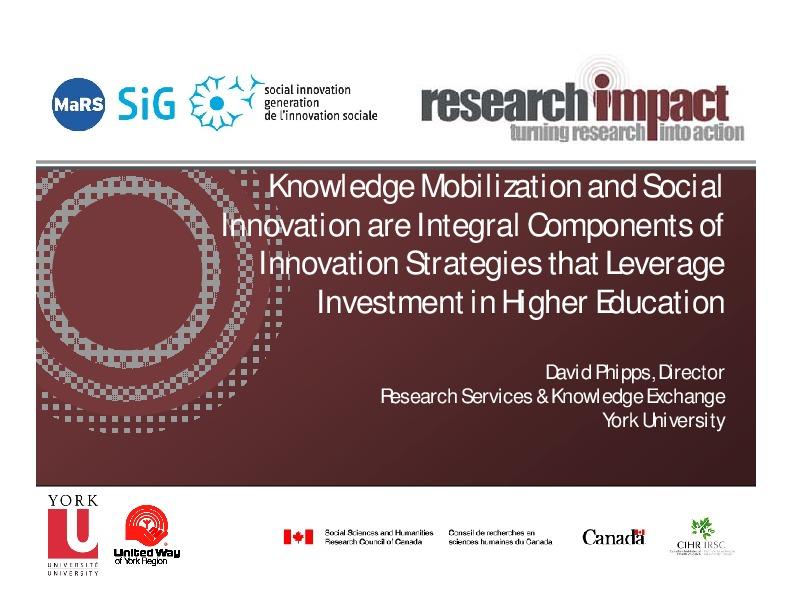 MaRS
SiG
social innovation
generation
de l'innovation sociale
researchimpact
turning research into action
Knowledge Mobilization and Social
Innovation are Integral Components of
Innovation Strategies that Leverage
Investment in Higher Education
David Phipps, Director
Research Services & Knowledge Exchange
York University
YORK
U
UNIVERSITÉ
UNIVERSITY
United Way
of York Region
Social Sciences and Humanities
Research Council of Canada
Conseil de recherches en
sciences humaines du Canada
Canada
CIHR IRSC